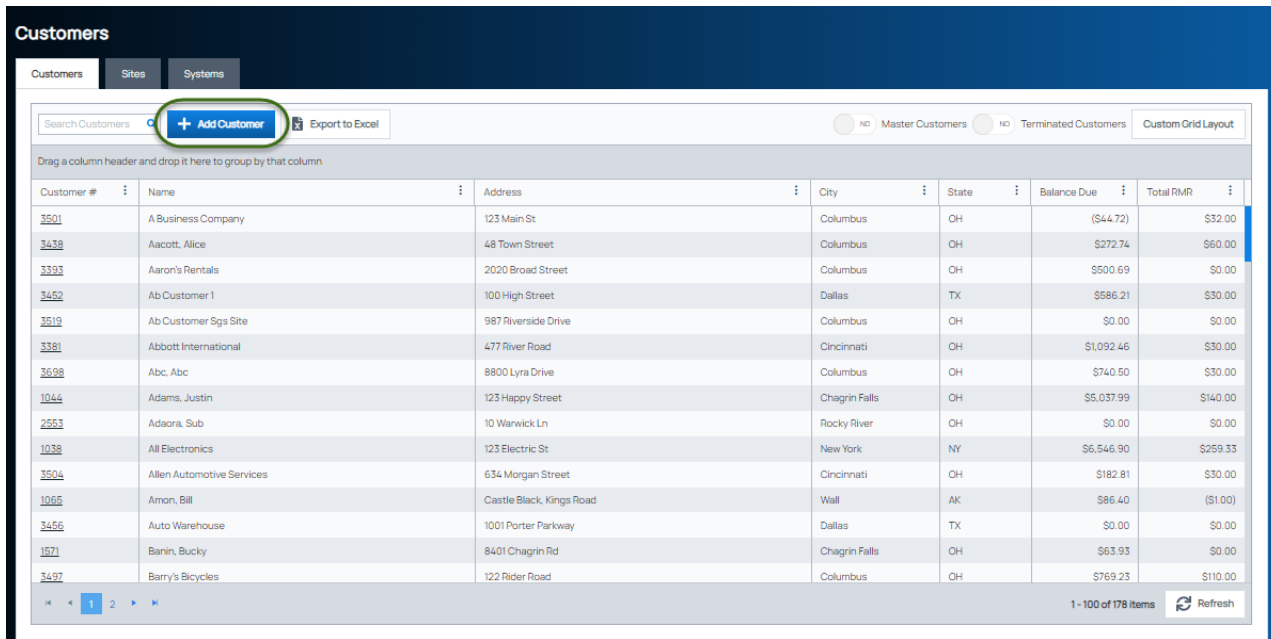 Customers
Customers Sites Systems
Search Customers + Add Customer Export to Excel NO Master Customers NO Terminated Customers Custom Grid Layout
Drag a column header and drop it here to group by that column
Customer # Name Address City State Balance Due Total RMR
3501 A Business Company 123 Main St Columbus OH ($44.72) $32.00
3438 Aacott, Alice 48 Town Street Columbus OH $272.74 $60.00
3393 Aaron's Rentals 2020 Broad Street Columbus OH $500.69 $0.00
3452 Ab Customer 1 100 High Street Dallas TX $586.21 $30.00
3519 Ab Customer Sgs Site 987 Riverside Drive Columbus OH $0.00 $0.00
3381 Abbott International 477 River Road Cincinnati OH $1,092.46 $30.00
3698 Abc, Abc 8800 Lyra Drive Columbus OH $740.50 $30.00
1044 Adams, Justin 123 Happy Street Chagrin Falls OH $5,037.99 $140.00
2553 Adaora, Sub 10 Warwick Ln Rocky River OH $0.00 $0.00
1038 All Electronics 123 Electric St New York NY $6,546.90 $259.33
3504 Allen Automotive Services 634 Morgan Street Cincinnati OH $182.81 $30.00
1065 Amon, Bill Castle Black, Kings Road Wall AK $86.40 ($1.00)
3456 Auto Warehouse 1001 Porter Parkway Dallas TX $0.00 $0.00
1571 Banin, Bucky 8401 Chagrin Rd Chagrin Falls OH $63.93 $0.00
3497 Barry's Bicycles 122 Rider Road Columbus OH $769.23 $110.00
1 2 1 - 100 of 178 items Refresh